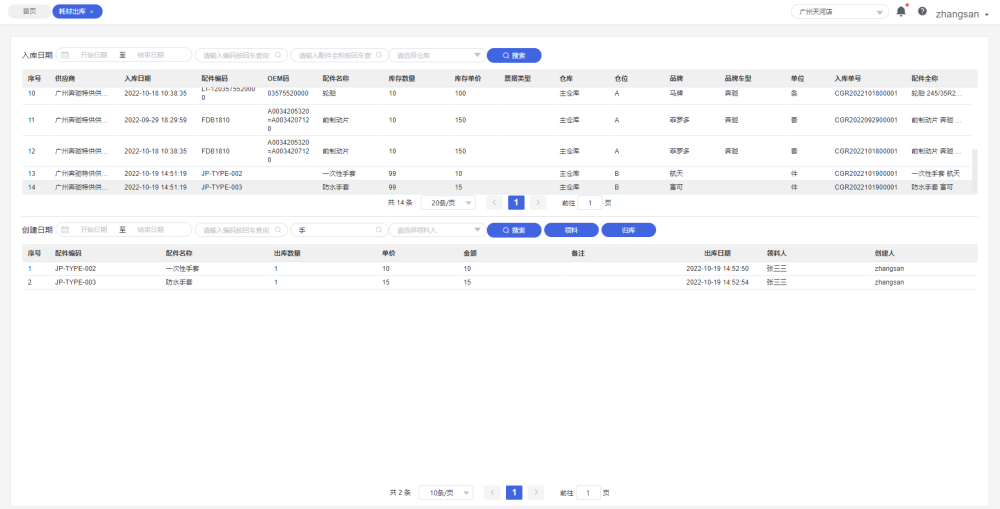 首页 耗材出库 × 广州天河店 zhangsan
入库日期 开始日期 至 结束日期 请输入编码按回车查询 请输入配件全称按回车查 请选择仓库 搜索
序号 供应商 入库日期 配件编码 OEM码 配件名称 库存数量 库存单价 票据类型 仓库 仓位 品牌 品牌车型 单位 入库单号 配件全称
10 广州奔驰特供供... 2022-10-18 10:38:35 LT-1203575520000 03575520000 轮胎 10 100 主仓库 A 马牌 奔驰 条 CGR2022101800001 轮胎 245/35R2...
11 广州奔驰特供供... 2022-09-29 18:29:59 FDB1810 A0034205320=A0034207120 前制动片 10 150 主仓库 A 菲罗多 奔驰 套 CGR2022092900001 前制动片 奔驰 ...
12 广州奔驰特供供... 2022-10-18 10:38:35 FDB1810 A0034205320=A0034207120 前制动片 10 150 主仓库 A 菲罗多 奔驰 套 CGR2022101800001 前制动片 奔驰 ...
13 广州奔驰特供供... 2022-10-19 14:51:19 JP-TYPE-002 一次性手套 99 10 主仓库 B 航天 件 CGR2022101900001 一次性手套 航天
14 广州奔驰特供供... 2022-10-19 14:51:19 JP-TYPE-003 防水手套 99 15 主仓库 B 富可 件 CGR2022101900001 防水手套 富可
共 14 条 20条/页 < 1 > 前往 1 页
创建日期 开始日期 至 结束日期 请输入编码按回车查询 手 请选择领料人 搜索 领料 归库
序号 配件编码 配件名称 出库数量 单价 金额 备注 出库日期 领料人 创建人
1 JP-TYPE-002 一次性手套 1 10 10 2022-10-19 14:52:50 张三三 zhangsan
2 JP-TYPE-003 防水手套 1 15 15 2022-10-19 14:52:54 张三三 zhangsan
共 2 条 10条/页 < 1 > 前往 1 页